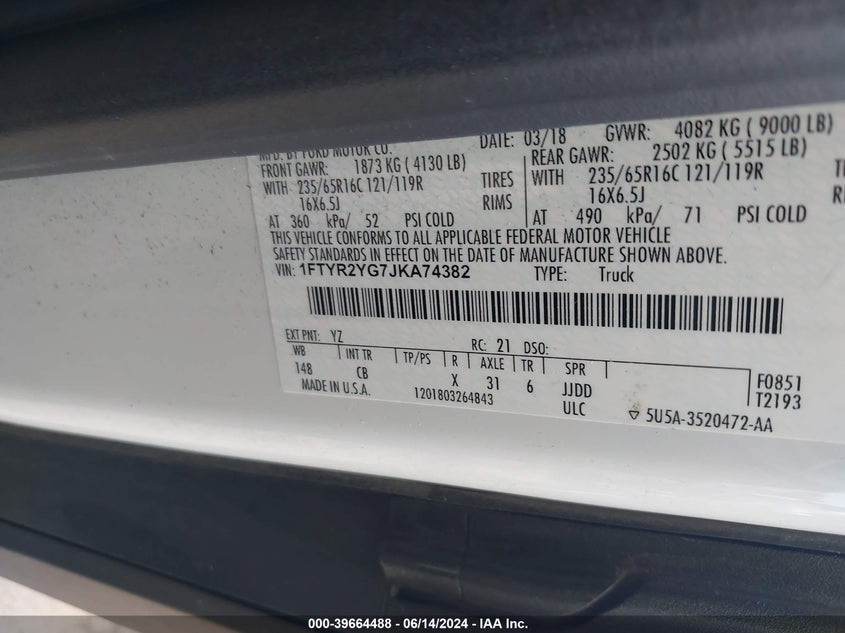 MFD. BY FORD MOTOR CO.
DATE: 03/18 GVWR: 4082 KG ( 9000 LB)
FRONT GAWR: 1873 KG ( 4130 LB)
REAR GAWR: 2502 KG ( 5515 LB)
WITH 235/65R16C 121/119R TIRES
WITH 235/65R16C 121/119R
16X6.5J RIMS
16X6.5J
AT 360 kPa/ 52 PSI COLD
AT 490 kPa/ 71 PSI COLD
THIS VEHICLE CONFORMS TO ALL APPLICABLE FEDERAL MOTOR VEHICLE
SAFETY STANDARDS IN EFFECT ON THE DATE OF MANUFACTURE SHOWN ABOVE.
VIN: 1FTYR2YG7JKA74382 TYPE: Truck
EXT PNT: YZ RC: 21 DSO:
WB INT TR TP/PS R AXLE TR SPR
148 CB X 31 6 JJDD F0851
MADE IN U.S.A. 1201803264843 ULC T2193
5U5A-3520472-AA
000-39664488 - 06/14/2024 - IAA Inc.